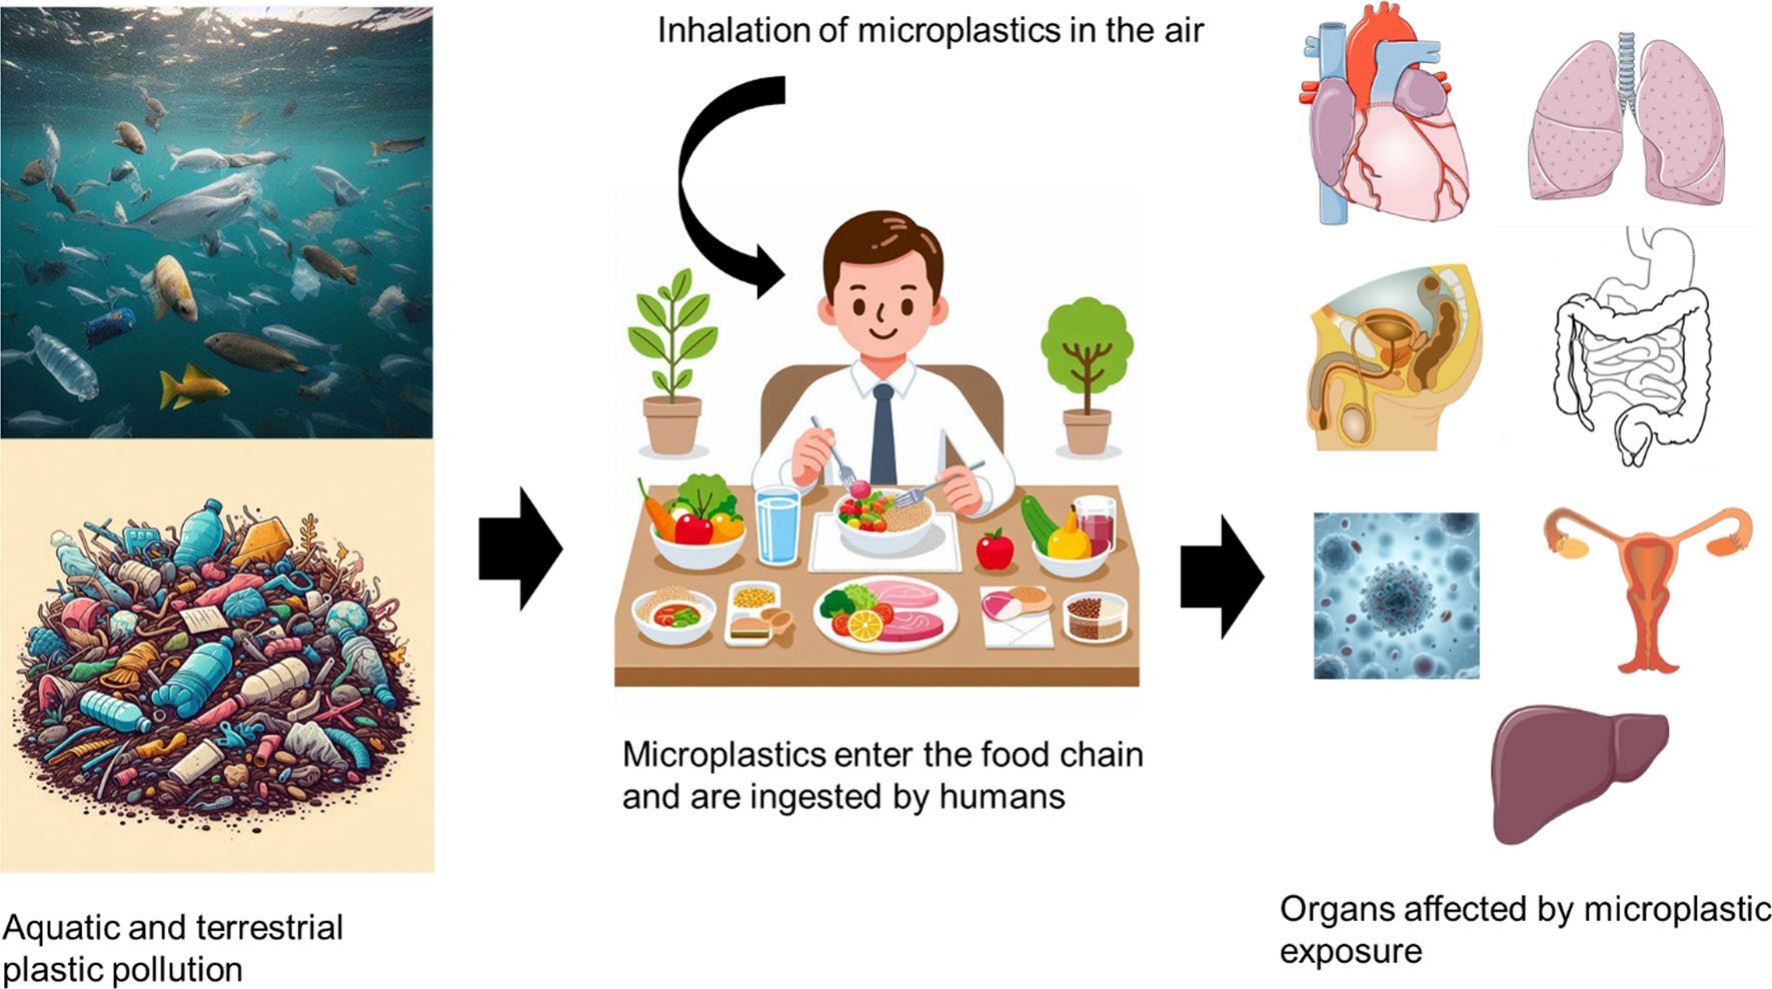 Inhalation of microplastics in the air
Microplastics enter the food chain
and are ingested by humans
Aquatic and terrestrial
plastic pollution
Organs affected by microplastic
exposure